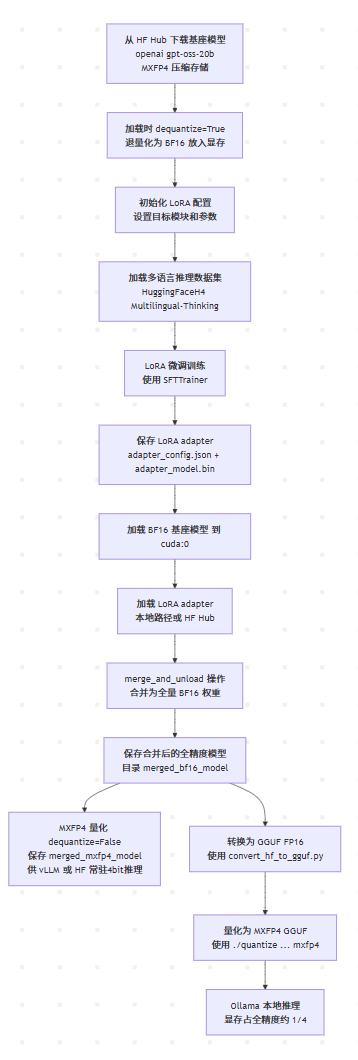 从 HF Hub 下载基座模型
openai gpt-oss-20b
MXFP4 压缩存储
加载时 dequantize=True
退量化为 BF16 放入显存
初始化 LoRA 配置
设置目标模块和参数
加载多语言推理数据集
HuggingFaceH4
Multilingual-Thinking
LoRA 微调训练
使用 SFTTrainer
保存 LoRA adapter
adapter_config.json +
adapter_model.bin
加载 BF16 基座模型 到
cuda:0
加载 LoRA adapter
本地路径或 HF Hub
merge_and_unload 操作
合并为全量 BF16 权重
保存合并后的全精度模型
目录 merged_bf16_model
MXFP4 量化
dequantize=False
保存 merged_mxfp4_model
供 vLLM 或 HF 常驻4bit推理
转换为 GGUF FP16
使用 convert_hf_to_gguf.py
量化为 MXFP4 GGUF
使用 ./quantize ... mxfp4
Ollama 本地推理
显存占全精度约 1/4